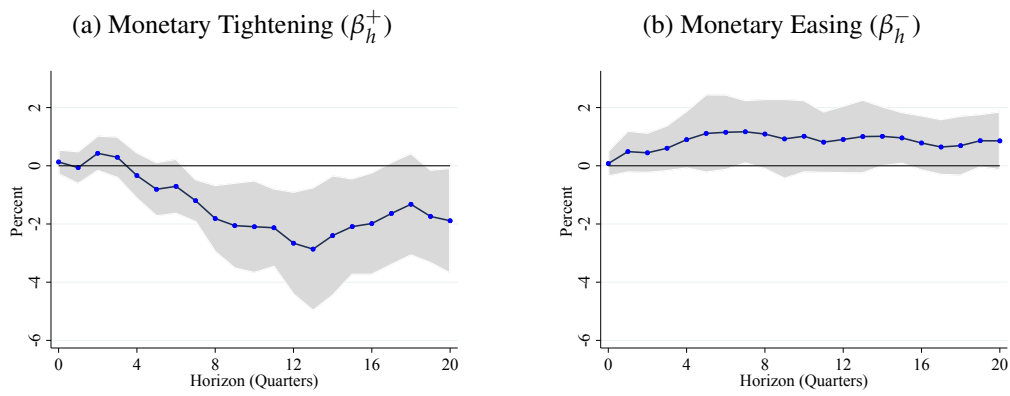 (a) Monetary Tightening (β_h^+)
Percent
2
0
-2
-4
-6
0 4 8 12 16 20
Horizon (Quarters)
(b) Monetary Easing (β_h^−)
Percent
2
0
-2
-4
-6
0 4 8 12 16 20
Horizon (Quarters)